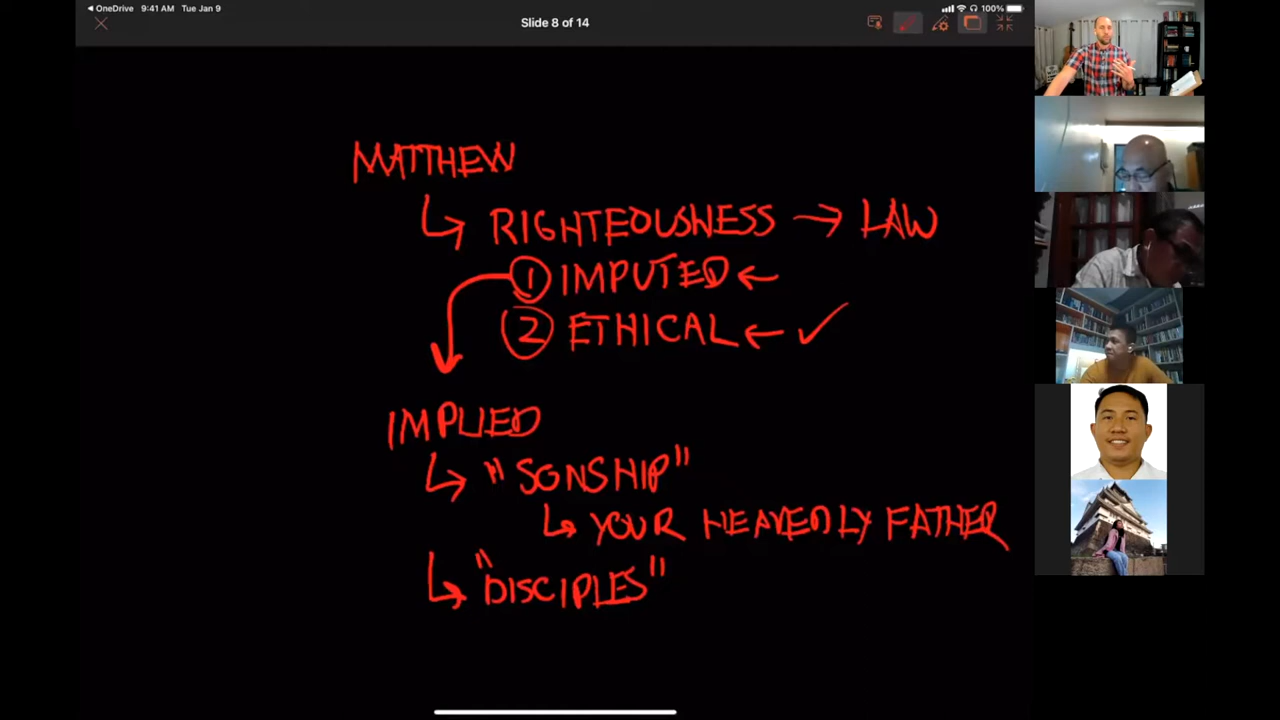 OneDrive 9:41 AM Tue Jan 9 100%
Slide 8 of 14
MATTHEW
RIGHTEOUSNESS → LAW
1 IMPUTED ←
2 ETHICAL ← ✓
IMPLIED
"SONSHIP"
YOUR HEAVENLY FATHER
"DISCIPLES"